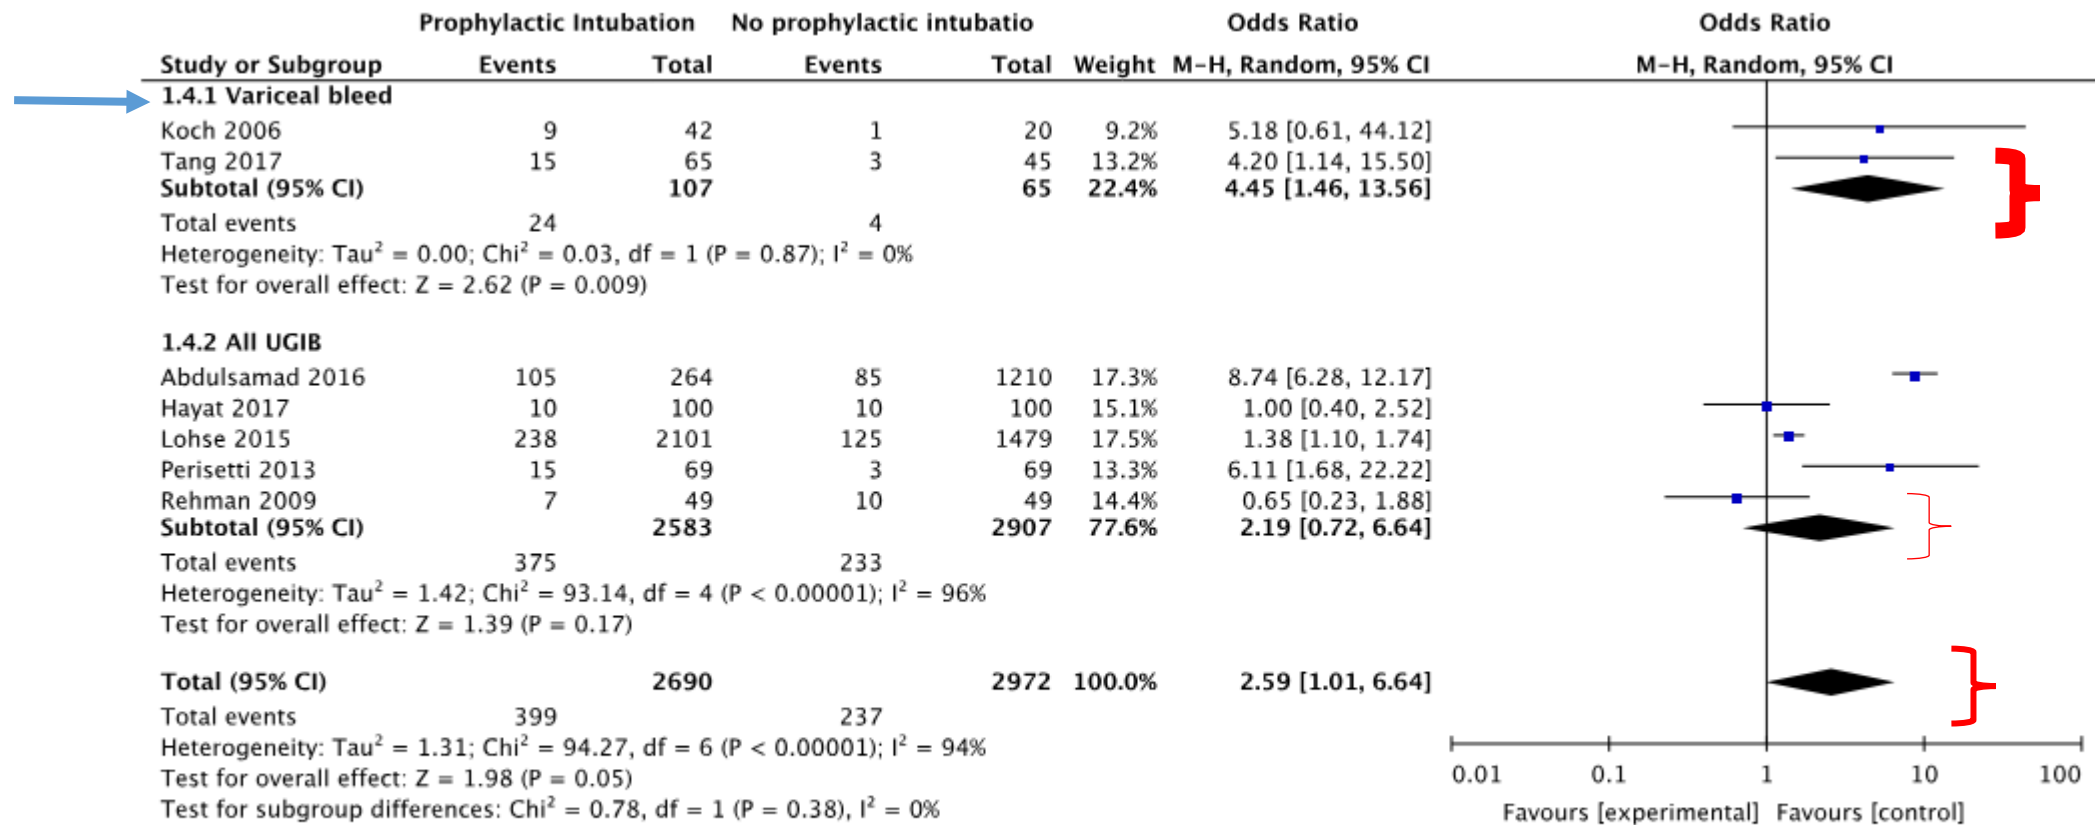 Prophylactic Intubation No prophylactic intubatio Odds Ratio Odds Ratio
Study or Subgroup Events Total Events Total Weight M-H, Random, 95% CI M-H, Random, 95% CI
1.4.1 Variceal bleed
Koch 2006 9 42 1 20 9.2% 5.18 [0.61, 44.12]
Tang 2017 15 65 3 45 13.2% 4.20 [1.14, 15.50]
Subtotal (95% CI) 107 65 22.4% 4.45 [1.46, 13.56]
Total events 24 4
Heterogeneity: Tau² = 0.00; Chi² = 0.03, df = 1 (P = 0.87); I² = 0%
Test for overall effect: Z = 2.62 (P = 0.009)
1.4.2 All UGIB
Abdulsamad 2016 105 264 85 1210 17.3% 8.74 [6.28, 12.17]
Hayat 2017 10 100 10 100 15.1% 1.00 [0.40, 2.52]
Lohse 2015 238 2101 125 1479 17.5% 1.38 [1.10, 1.74]
Perisetti 2013 15 69 3 69 13.3% 6.11 [1.68, 22.22]
Rehman 2009 7 49 10 49 14.4% 0.65 [0.23, 1.88]
Subtotal (95% CI) 2583 2907 77.6% 2.19 [0.72, 6.64]
Total events 375 233
Heterogeneity: Tau² = 1.42; Chi² = 93.14, df = 4 (P < 0.00001); I² = 96%
Test for overall effect: Z = 1.39 (P = 0.17)
Total (95% CI) 2690 2972 100.0% 2.59 [1.01, 6.64]
Total events 399 237
Heterogeneity: Tau² = 1.31; Chi² = 94.27, df = 6 (P < 0.00001); I² = 94%
Test for overall effect: Z = 1.98 (P = 0.05)
Test for subgroup differences: Chi² = 0.78, df = 1 (P = 0.38), I² = 0%
0.01 0.1 1 10 100
Favours [experimental] Favours [control]